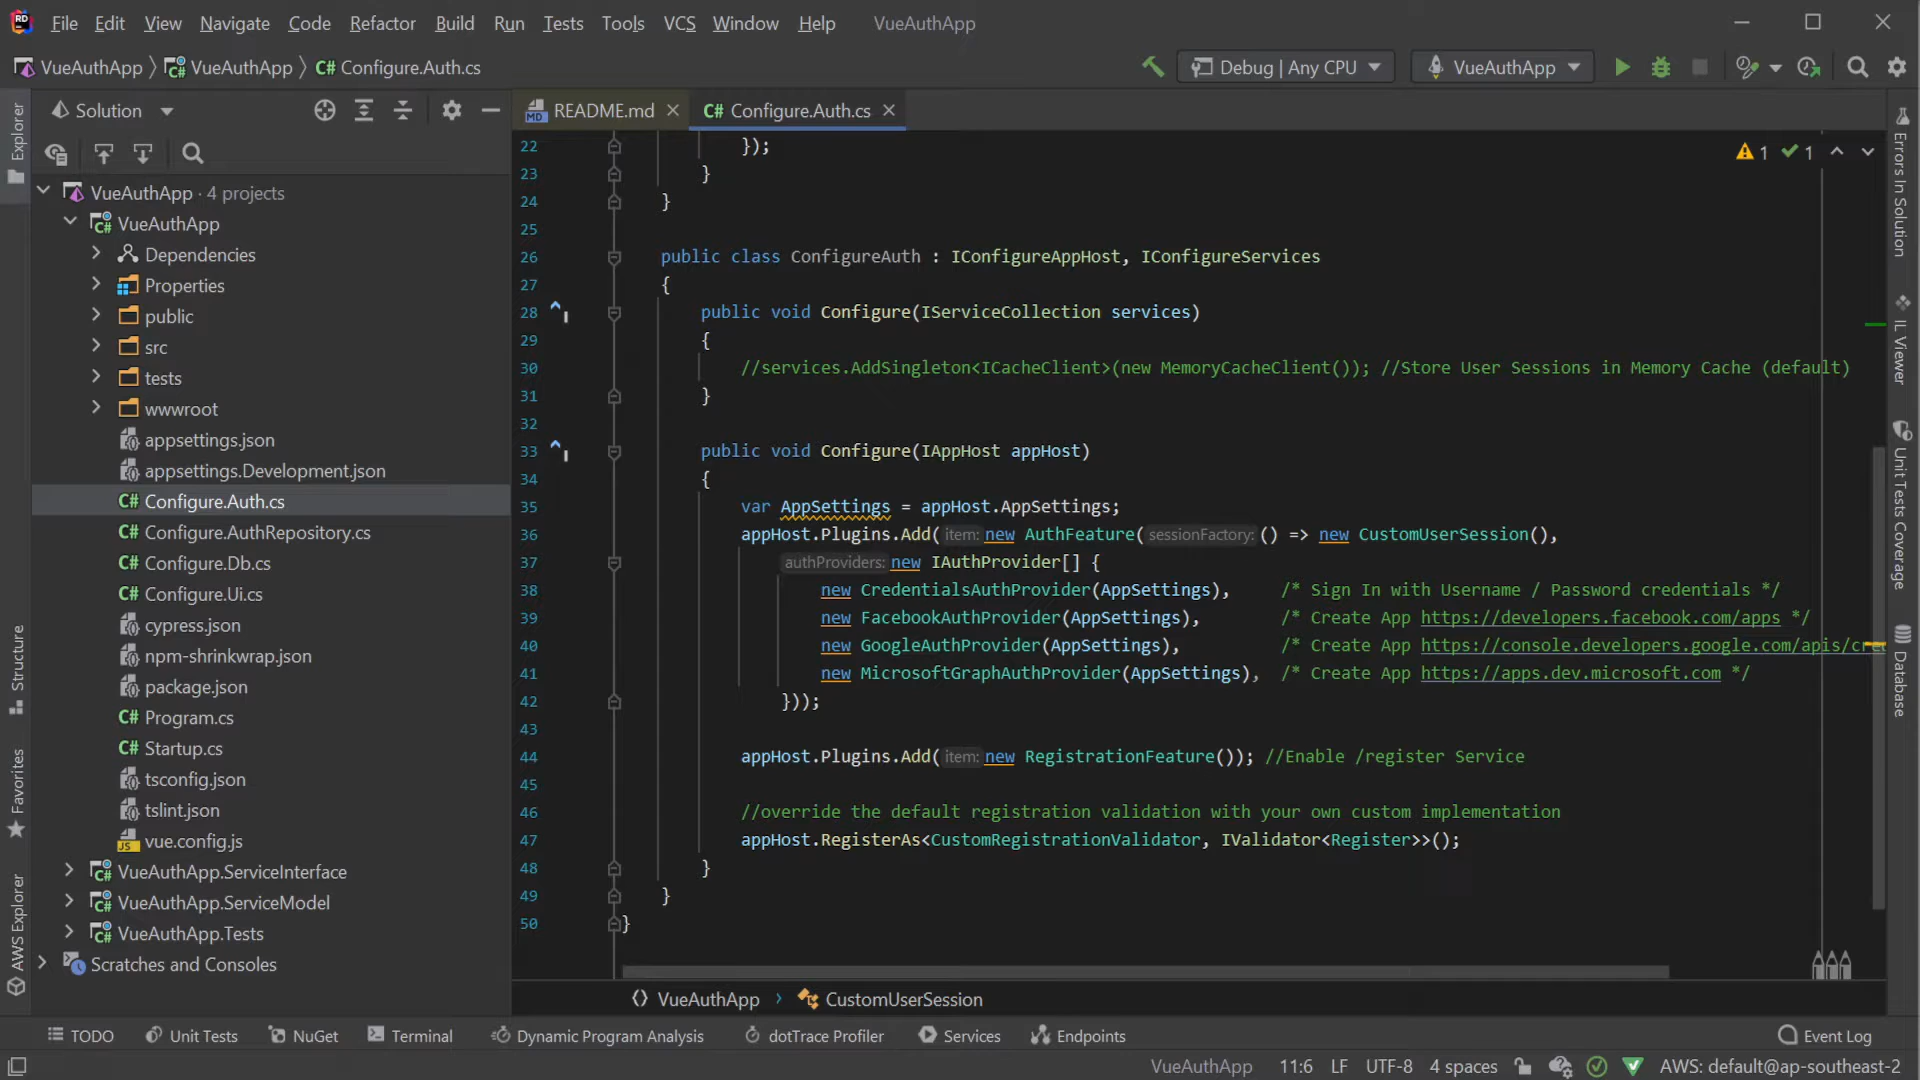 File Edit View Navigate Code Refactor Build Run Tests Tools VCS Window Help VueAuthApp
VueAuthApp VueAuthApp C# Configure.Auth.cs Debug | Any CPU VueAuthApp
Explorer
Solution
README.md
C# Configure.Auth.cs
VueAuthApp · 4 projects
VueAuthApp
Dependencies
Properties
public
src
tests
wwwroot
appsettings.json
appsettings.Development.json
C# Configure.Auth.cs
C# Configure.AuthRepository.cs
C# Configure.Db.cs
C# Configure.Ui.cs
cypress.json
npm-shrinkwrap.json
package.json
C# Program.cs
C# Startup.cs
tsconfig.json
tslint.json
vue.config.js
VueAuthApp.ServiceInterface
VueAuthApp.ServiceModel
VueAuthApp.Tests
Scratches and Consoles
Structure
Favorites
AWS Explorer
1 1
22 });
23 }
24 }
25
26 public class ConfigureAuth : IConfigureAppHost, IConfigureServices
27 {
28 public void Configure(IServiceCollection services)
29 {
30 //services.AddSingleton<ICacheClient>(new MemoryCacheClient()); //Store User Sessions in Memory Cache (default)
31 }
32
33 public void Configure(IAppHost appHost)
34 {
35 var AppSettings = appHost.AppSettings;
36 appHost.Plugins.Add( item: new AuthFeature( sessionFactory: () => new CustomUserSession(),
37 authProviders: new IAuthProvider[] {
38 new CredentialsAuthProvider(AppSettings), /* Sign In with Username / Password credentials */
39 new FacebookAuthProvider(AppSettings), /* Create App https://developers.facebook.com/apps */
40 new GoogleAuthProvider(AppSettings), /* Create App https://console.developers.google.com/apis/cre
41 new MicrosoftGraphAuthProvider(AppSettings), /* Create App https://apps.dev.microsoft.com */
42 }));
43
44 appHost.Plugins.Add( item: new RegistrationFeature()); //Enable /register Service
45
46 //override the default registration validation with your own custom implementation
47 appHost.RegisterAs<CustomRegistrationValidator, IValidator<Register>>();
48 }
49 }
50 }
Errors In Solution
IL Viewer
Unit Tests Coverage
Database
VueAuthApp CustomUserSession
TODO Unit Tests NuGet Terminal Dynamic Program Analysis dotTrace Profiler Services Endpoints Event Log
VueAuthApp 11:6 LF UTF-8 4 spaces AWS: default@ap-southeast-2